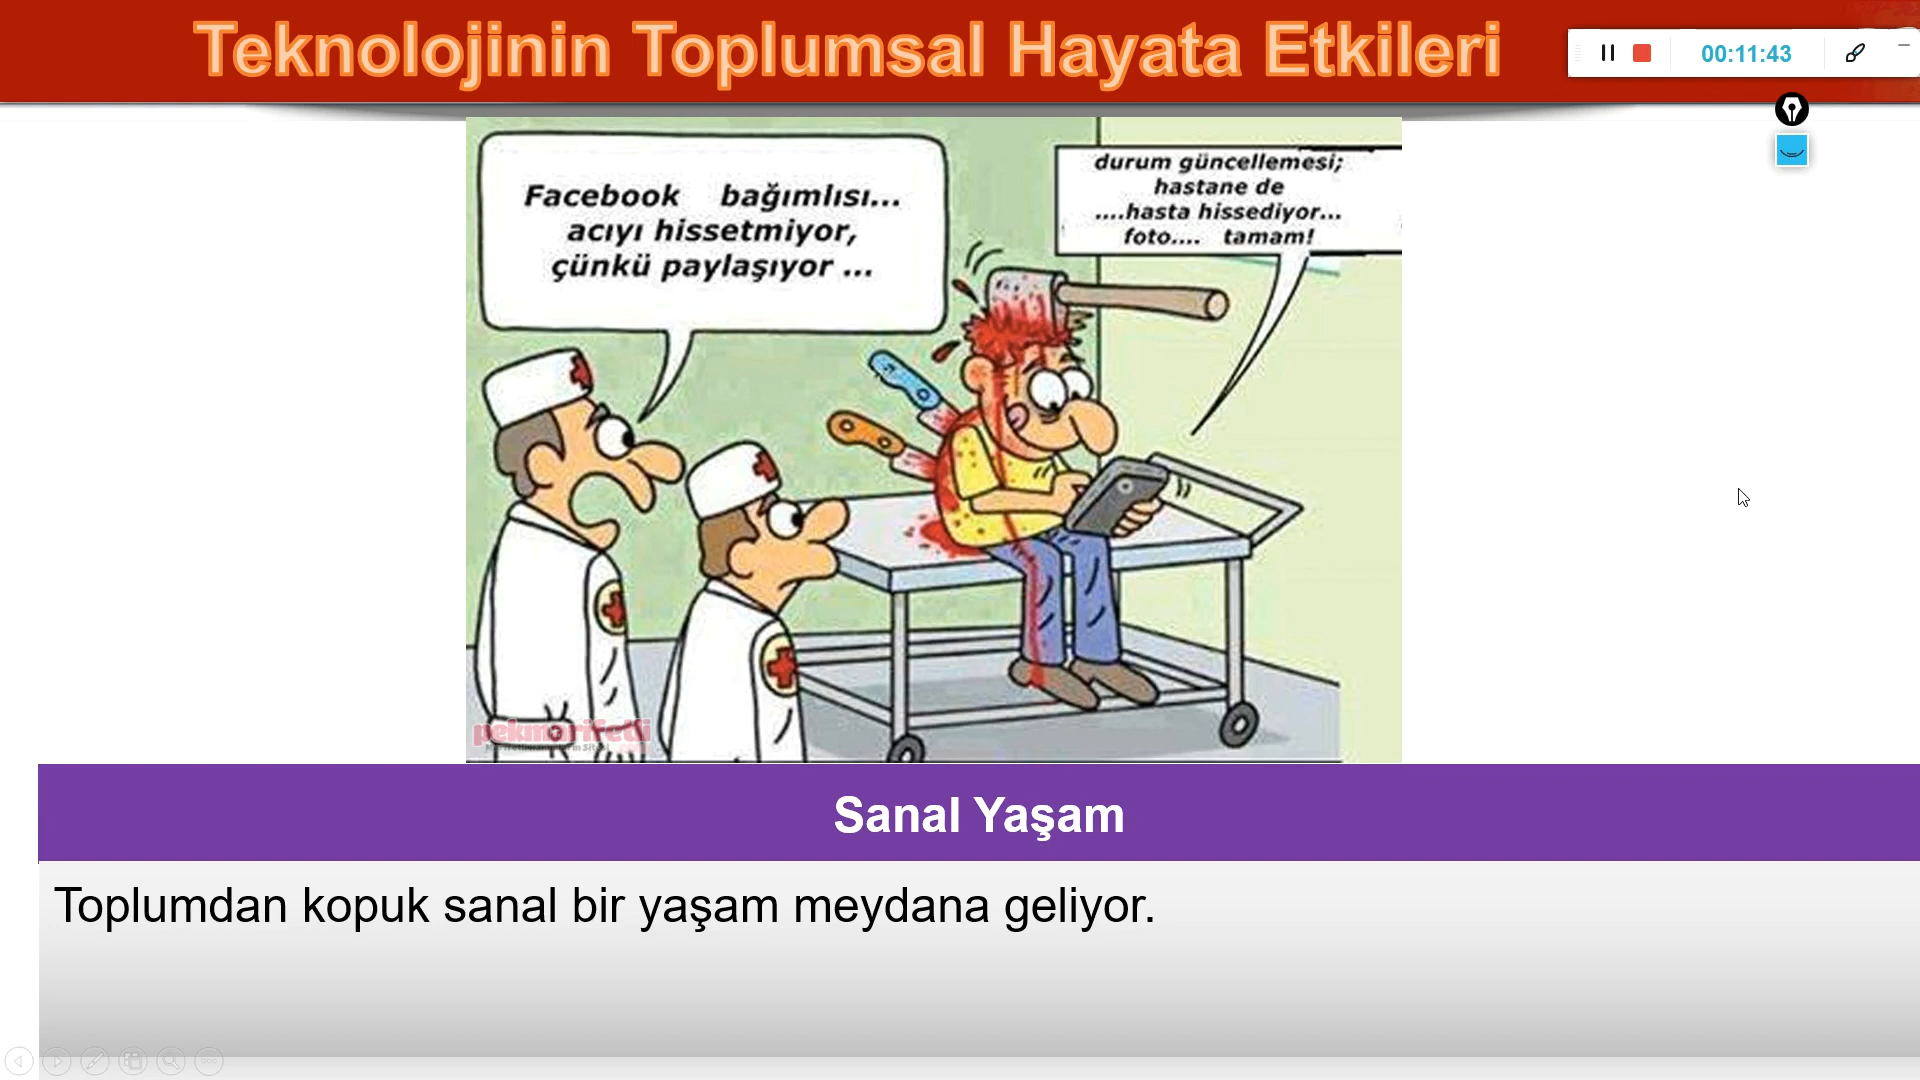 Teknolojinin Toplumsal Hayata Etkileri
00:11:43
Facebook bağımlısı...
acıyı hissetmiyor,
çünkü paylaşıyor ...
durum güncellemesi;
hastane de
....hasta hissediyor...
foto.... tamam!
pekmarifetli
Sanal Yaşam
Toplumdan kopuk sanal bir yaşam meydana geliyor.